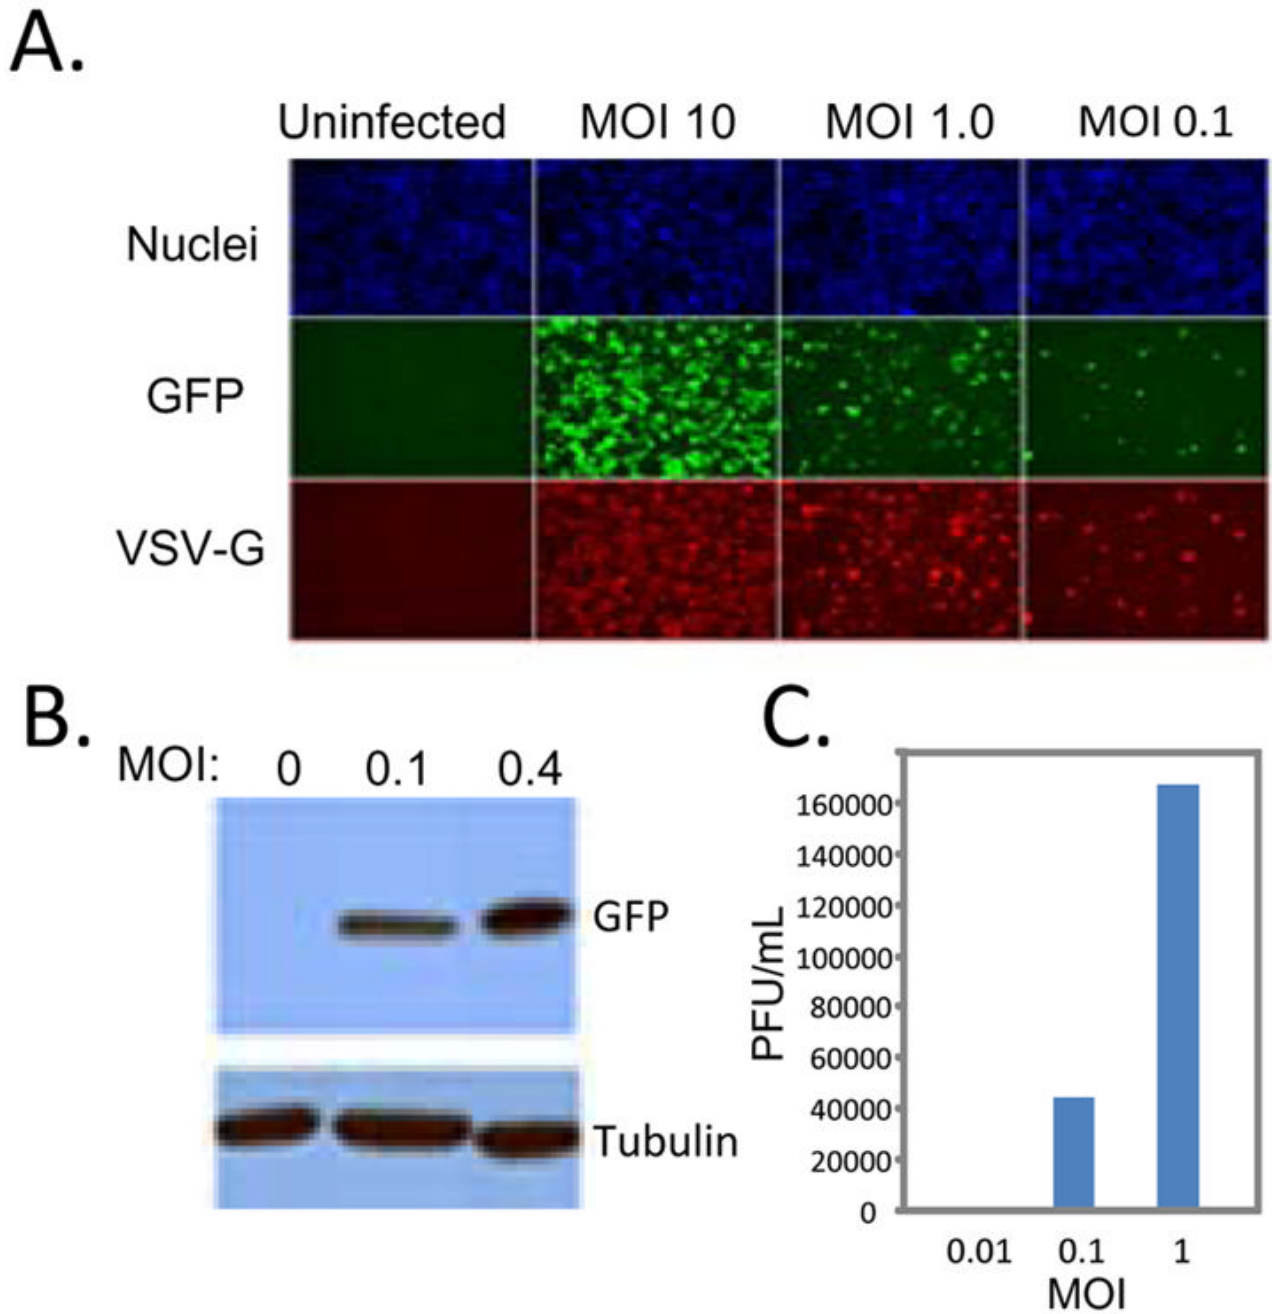 A.
Uninfected MOI 10 MOI 1.0 MOI 0.1
Nuclei
GFP
VSV-G
B.
MOI: 0 0.1 0.4
GFP
Tubulin
C.
160000
140000
120000
100000
80000
60000
40000
20000
0
PFU/mL
0.01 0.1 1
MOI